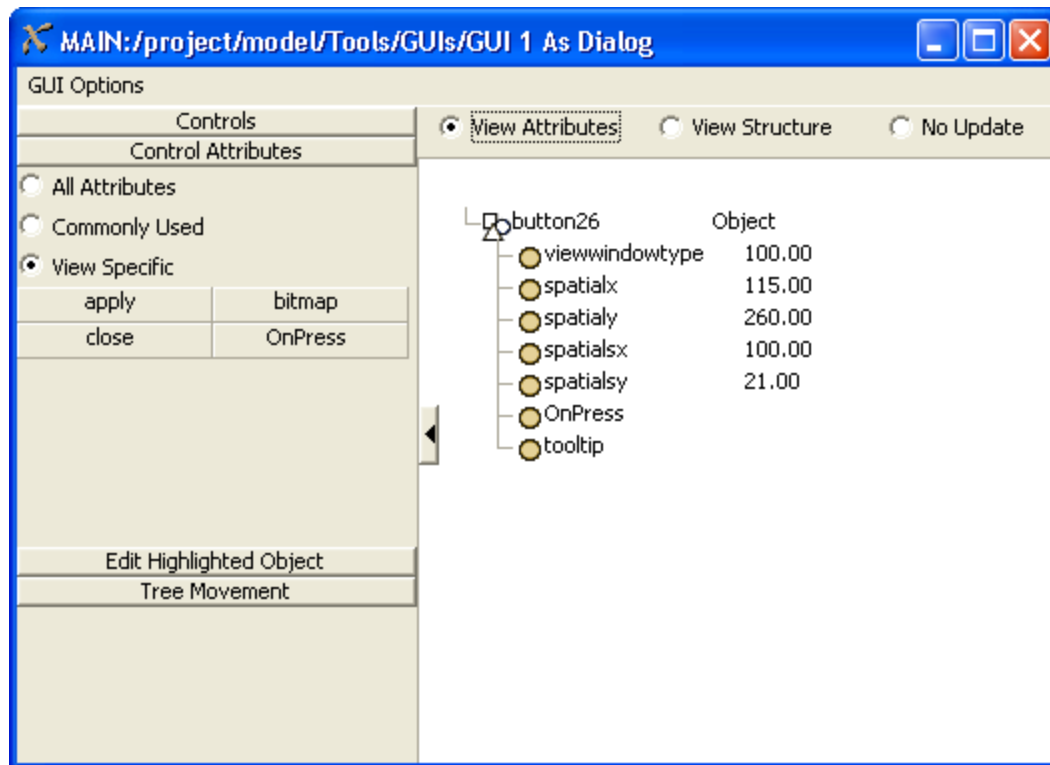 MAIN:/project/model/Tools/GUIs/GUI 1 As Dialog
GUI Options
Controls
Control Attributes
All Attributes
Commonly Used
View Specific
apply bitmap
close OnPress
Edit Highlighted Object
Tree Movement
View Attributes View Structure No Update
button26 Object
viewwindowtype 100.00
spatialx 115.00
spatialy 260.00
spatialsx 100.00
spatialsy 21.00
OnPress
tooltip